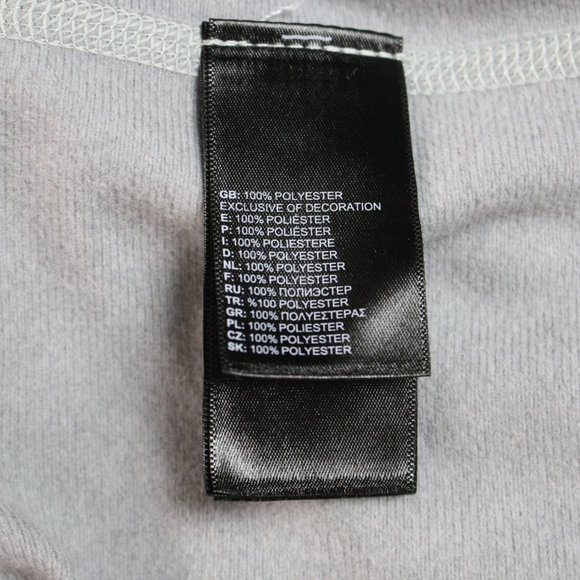 GB: 100% POLYESTER
EXCLUSIVE OF DECORATION
E: 100% POLIÉSTER
P: 100% POLIÉSTER
I: 100% POLIESTERE
D: 100% POLYESTER
NL: 100% POLYESTER
F: 100% POLYESTER
RU: 100% ПОЛИЭСТЕР
TR: %100 POLYESTER
GR: 100% ΠΟΛΥΕΣΤΕΡΑΣ
PL: 100% POLIESTER
CZ: 100% POLYESTER
SK: 100% POLYESTER